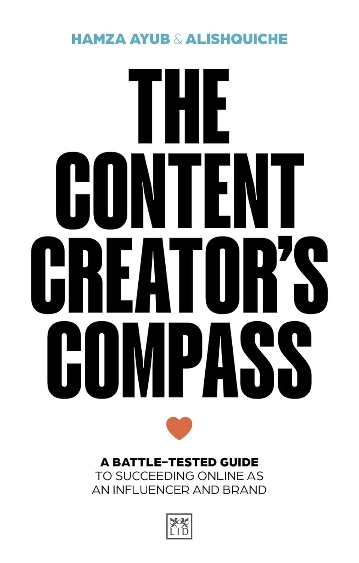 HAMZA AYUB & ALISHQUICHE
THE
CONTENT
CREATOR'S
COMPASS
A BATTLE-TESTED GUIDE
TO SUCCEEDING ONLINE AS
AN INFLUENCER AND BRAND
LID